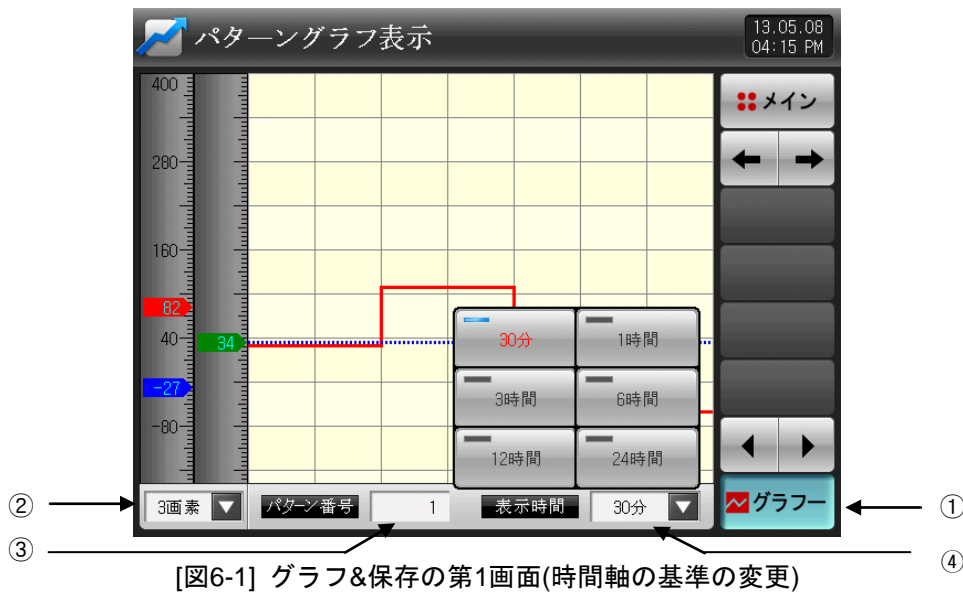 パターングラフ表示
13.05.08
04:15 PM
400
280
160
82
40
34
-27
-80
メイン
30分
1時間
3時間
6時間
12時間
24時間
② 3画素 パターン番号 1 表示時間 30分 グラフー ①
③ ④
[図6-1] グラフ&保存の第1画面(時間軸の基準の変更)